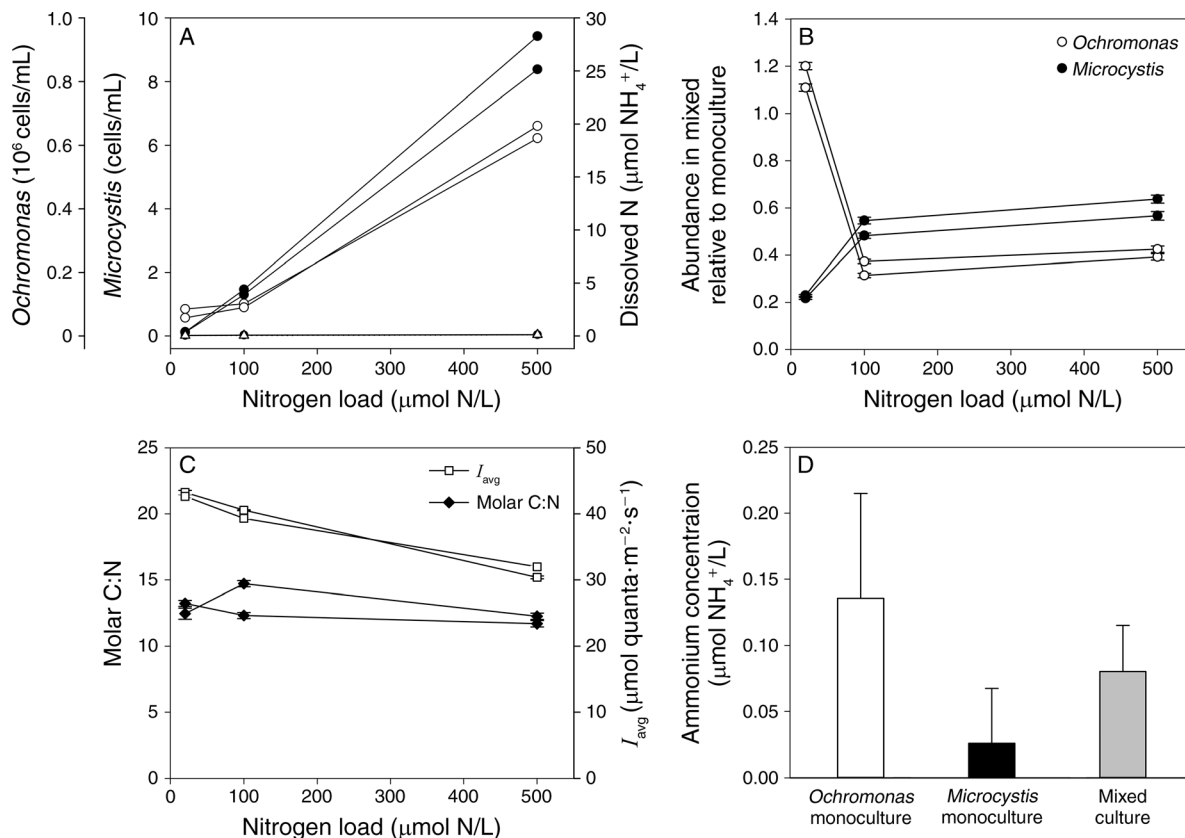 A
Ochromonas (10⁶ cells/mL)
1.0
0.8
0.6
0.4
0.2
0
Microcystis (cells/mL)
10
8
6
4
2
0
30
25
20
15
10
5
0
Dissolved N (μmol NH₄⁺/L)
0 100 200 300 400 500
Nitrogen load (μmol N/L)
B
Ochromonas
Microcystis
Abundance in mixed
relative to monoculture
1.4
1.2
1.0
0.8
0.6
0.4
0.2
0.0
0 100 200 300 400 500
Nitrogen load (μmol N/L)
C
I avg
Molar C:N
Molar C:N
25
20
15
10
5
0
50
40
30
20
10
0
I avg (μmol quanta·m⁻²·s⁻¹)
0 100 200 300 400 500
Nitrogen load (μmol N/L)
D
Ammonium concentraion
(μmol NH₄⁺/L)
0.25
0.20
0.15
0.10
0.05
0.00
Ochromonas Microcystis Mixed
monoculture monoculture culture